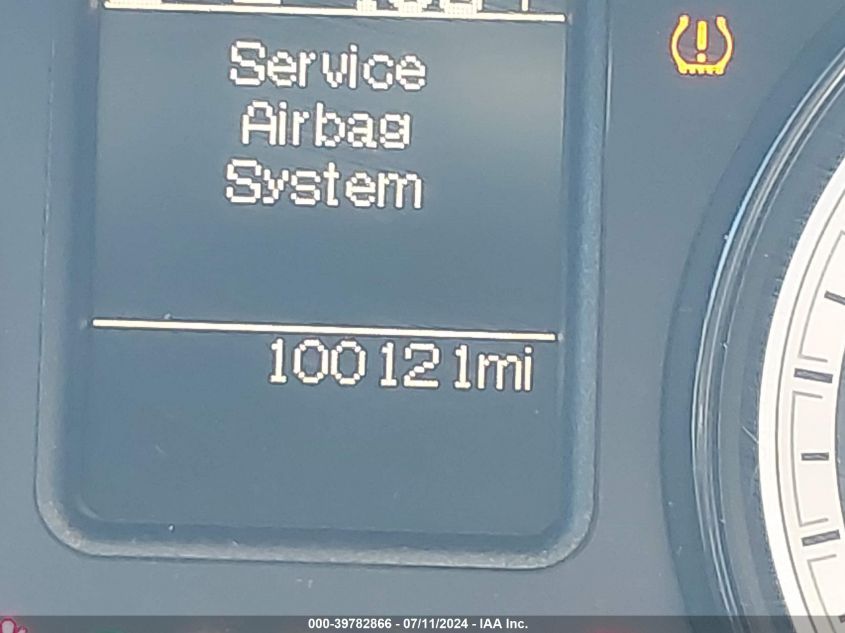 Service
Airbag
System
100121mi
000-39782866 - 07/11/2024 - IAA Inc.